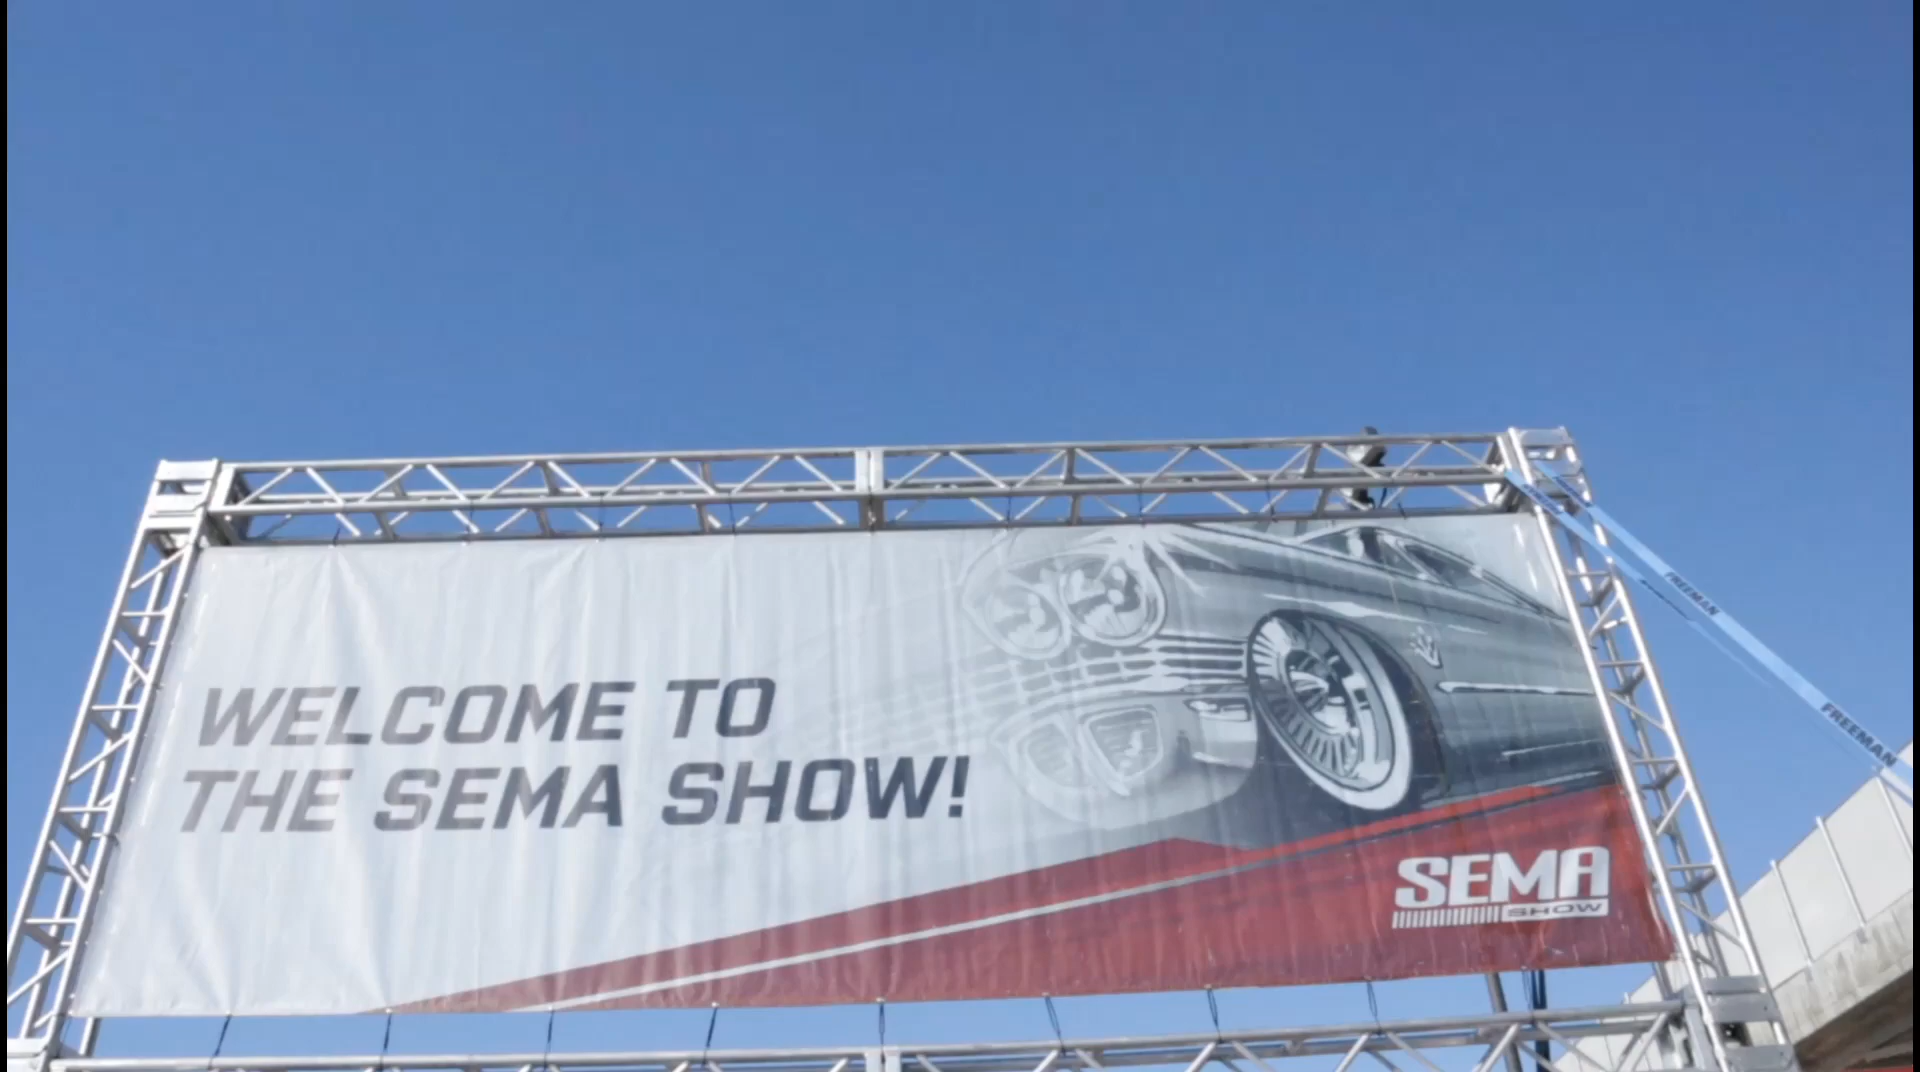 WELCOME TO
THE SEMA SHOW!
SEMA
SHOW
FREEMAN
FREEMAN